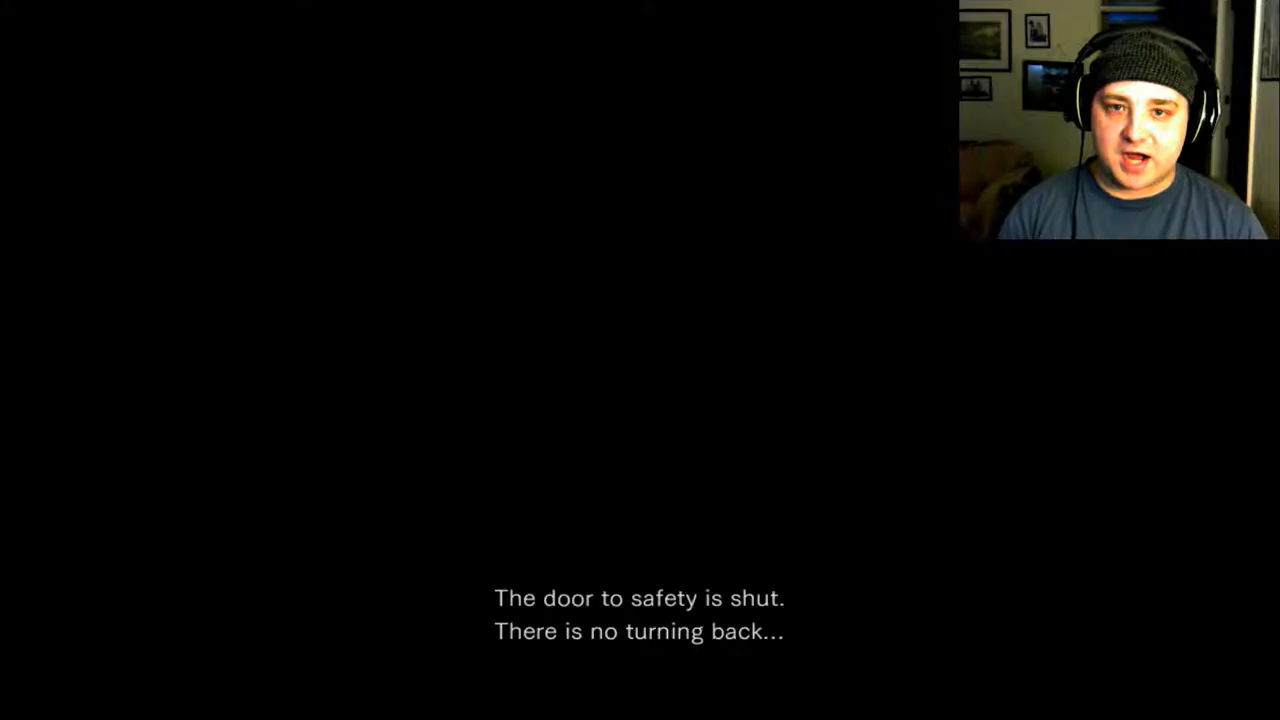 The door to safety is shut.
There is no turning back...